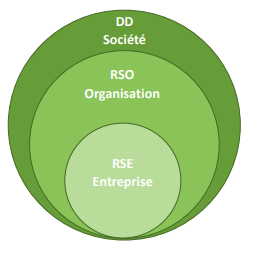 DD
Société
RSO
Organisation
RSE
Entreprise